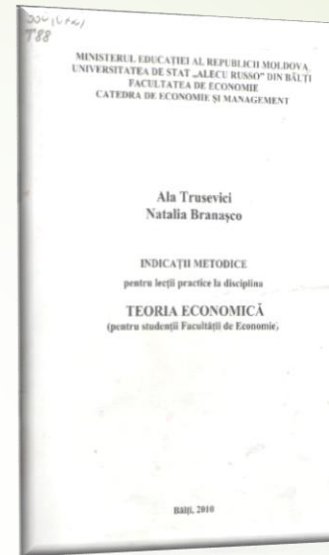 T88
MINISTERUL EDUCAȚIEI AL REPUBLICII MOLDOVA
UNIVERSITATEA DE STAT „ALECU RUSSO” DIN BĂLȚI
FACULTATEA DE ECONOMIE
CATEDRA DE ECONOMIE ȘI MANAGEMENT
Ala Trusevici
Natalia Branașco
INDICAȚII METODICE
pentru lecții practice la disciplina
TEORIA ECONOMICĂ
(pentru studenții Facultății de Economie)
Bălți, 2010